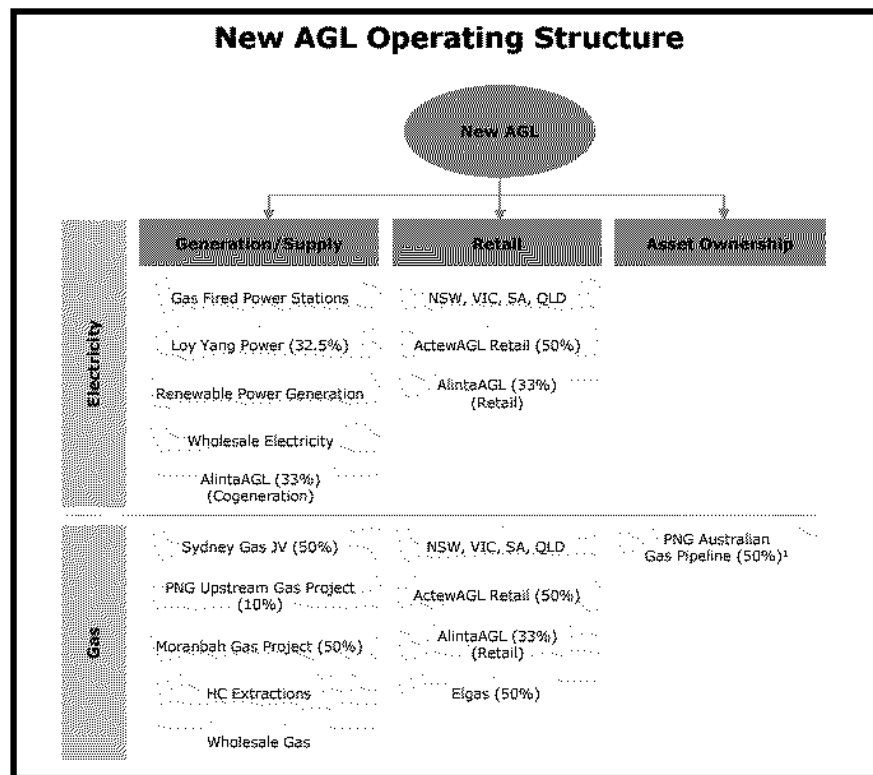 New AGL Operating Structure
New AGL
Generation/Supply
Retail
Asset Ownership
Electricity
Gas Fired Power Stations
Loy Yang Power (32.5%)
Renewable Power Generation
Wholesale Electricity
AlintaAGL (33%)
(Cogeneration)
NSW, VIC, SA, QLD
ActewAGL Retail (50%)
AlintaAGL (33%)
(Retail)
Gas
Sydney Gas JV (50%)
PNG Upstream Gas Project
(10%)
Moranbah Gas Project (50%)
HC Extractions
Wholesale Gas
NSW, VIC, SA, QLD
ActewAGL Retail (50%)
AlintaAGL (33%)
(Retail)
Elgas (50%)
PNG Australian
Gas Pipeline (50%)¹